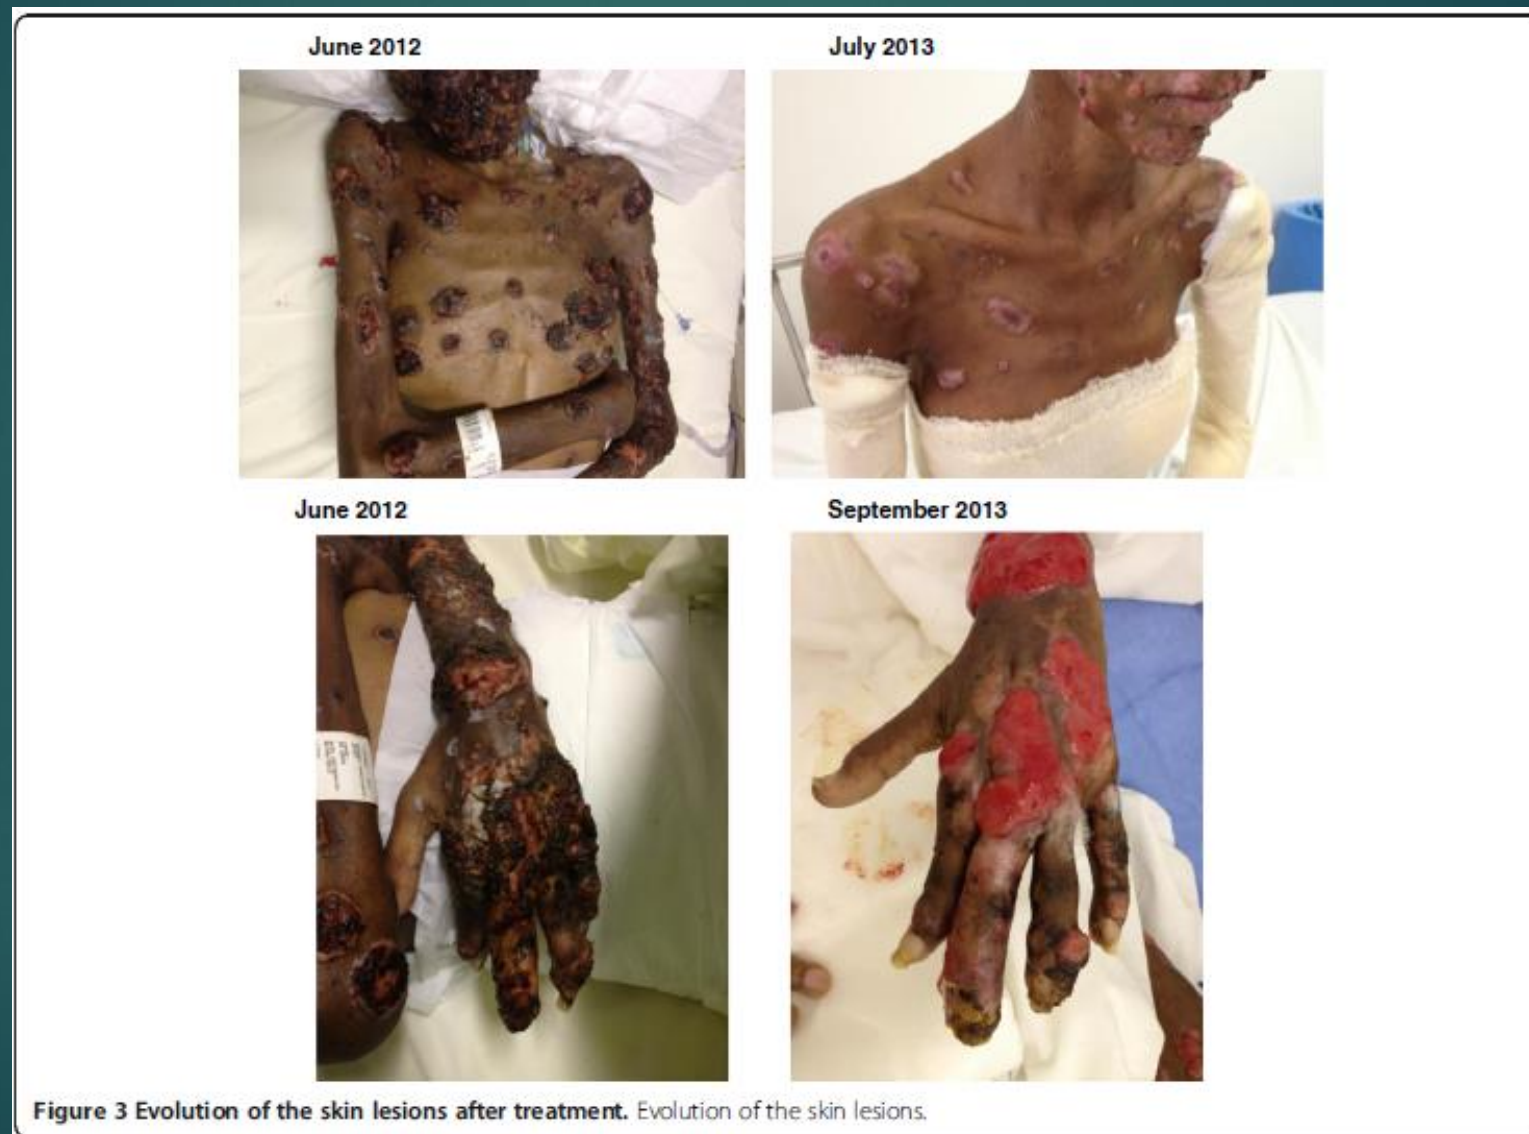 June 2012
July 2013
June 2012
September 2013
Figure 3 Evolution of the skin lesions after treatment. Evolution of the skin lesions.